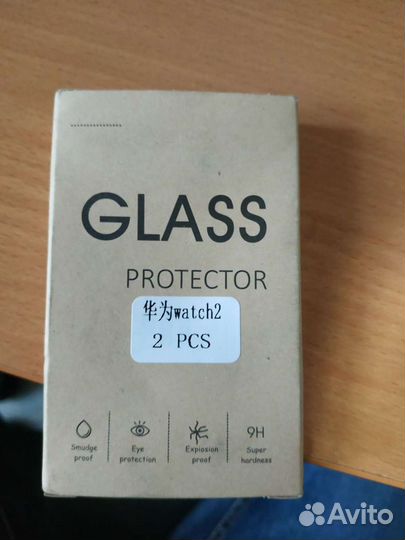 GLASS
PROTECTOR
华为watch2
2 PCS
Smudge proof
Eye protection
Explosion proof
9H
Super hardness
Avito